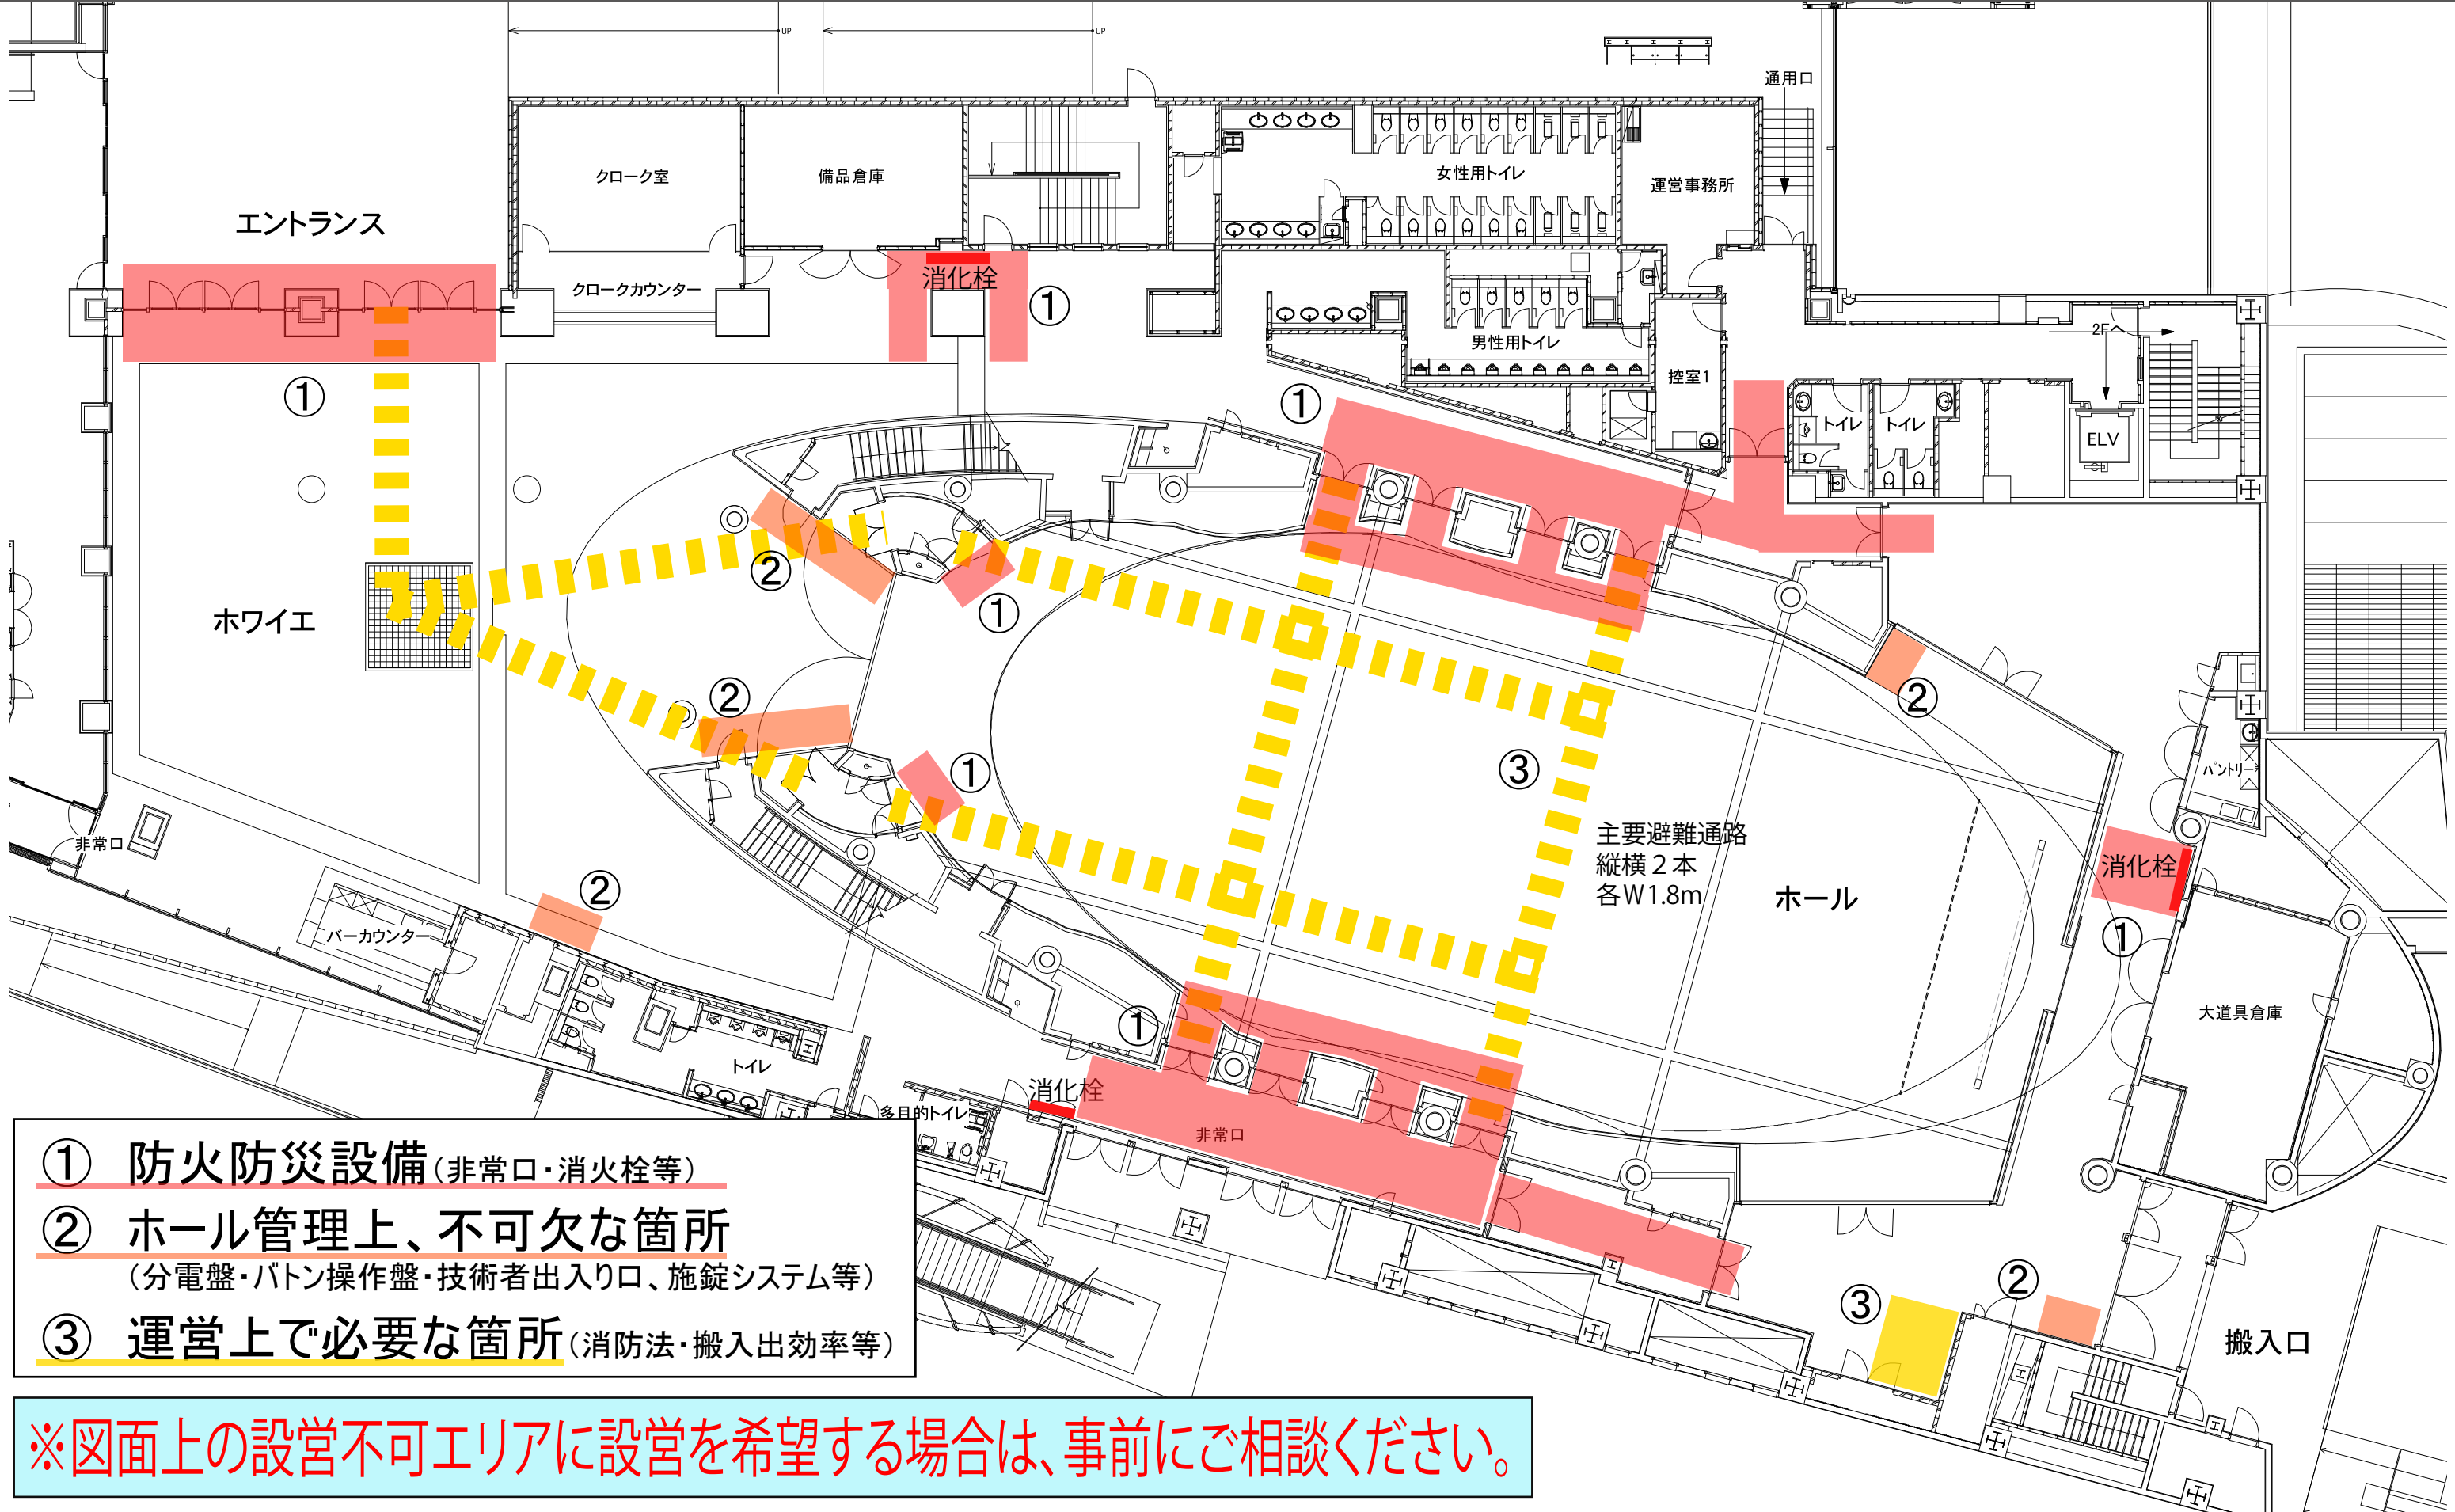 UP
UP
通用口
クローク室
備品倉庫
女性用トイレ
運営事務所
エントランス
消化栓
クロークカウンター
①
2Fへ
男性用トイレ
控室1
①
①
トイレ
トイレ
ELV
②
①
ホワイエ
②
②
①
③
パントリー
主要避難通路
縦横２本
各W1.8m
ホール
非常口
消化栓
②
バーカウンター
①
大道具倉庫
①
トイレ
消化栓
多目的トイレ
非常口
③
②
搬入口
① 防火防災設備(非常口・消火栓等)
② ホール管理上、不可欠な箇所
(分電盤・バトン操作盤・技術者出入り口、施錠システム等)
③ 運営上で必要な箇所(消防法・搬入出効率等)
※図面上の設営不可エリアに設営を希望する場合は、事前にご相談ください。